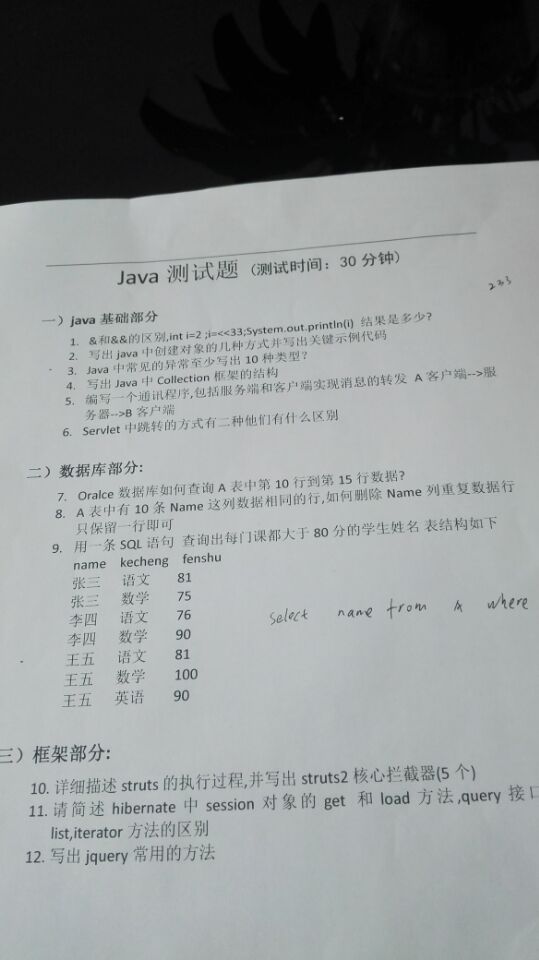 Java 测试题 (测试时间：30 分钟)
233
一）java 基础部分
1. &和&&的区别,int i=2 ;i=<<33;System.out.println(i) 结果是多少?
2. 写出 java 中创建对象的几种方式并写出关键示例代码
3. Java 中常见的异常至少写出 10 种类型?
4. 写出 Java 中 Collection 框架的结构
5. 编写一个通讯程序,包括服务端和客户端实现消息的转发 A 客户端-->服
务器-->B 客户端
6. Servlet 中跳转的方式有二种他们有什么区别
二）数据库部分:
7. Oralce 数据库如何查询 A 表中第 10 行到第 15 行数据?
8. A 表中有 10 条 Name 这列数据相同的行,如何删除 Name 列重复数据行
只保留一行即可
9. 用一条 SQL 语句 查询出每门课都大于 80 分的学生姓名 表结构如下
name kecheng fenshu
张三 语文 81
张三 数学 75
李四 语文 76
李四 数学 90
王五 语文 81
王五 数学 100
王五 英语 90
select name from A where
三）框架部分:
10. 详细描述 struts 的执行过程,并写出 struts2 核心拦截器(5 个)
11. 请简述 hibernate 中 session 对象的 get 和 load 方法,query 接口
list,iterator 方法的区别
12. 写出 jquery 常用的方法